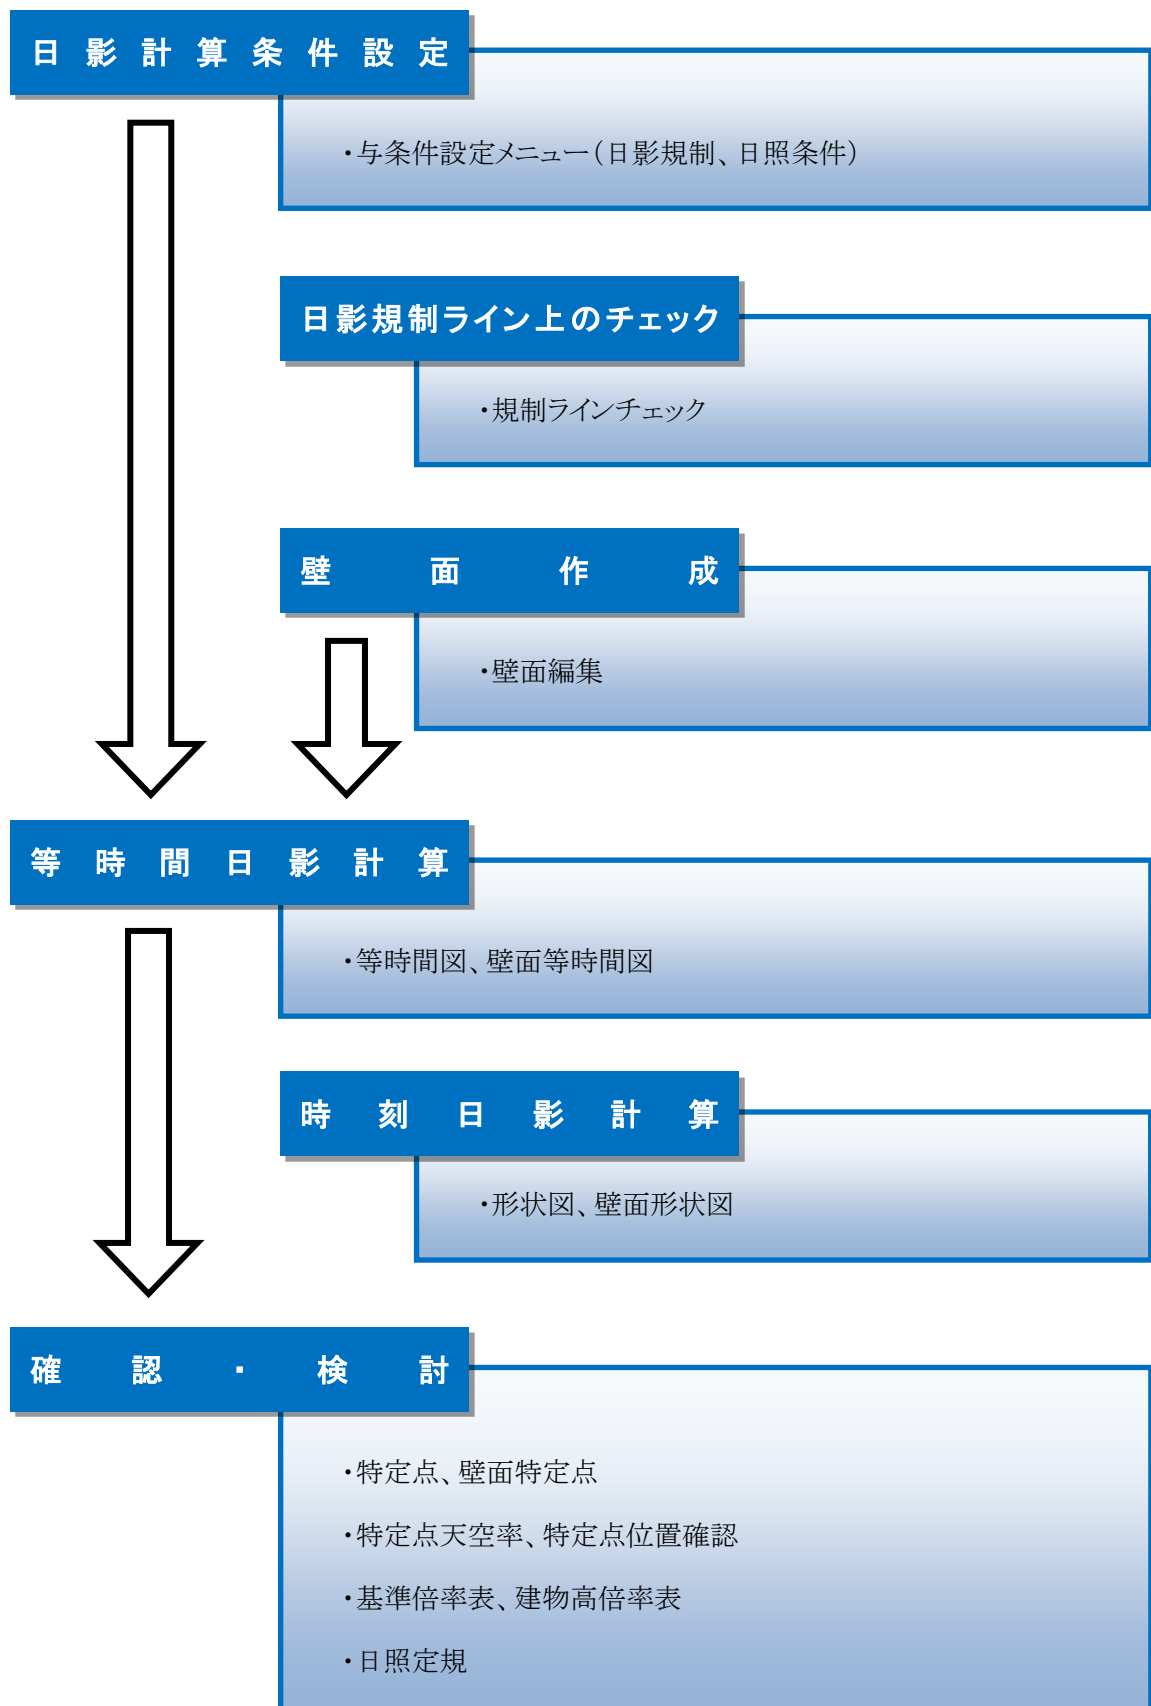 日影計算条件設定
・与条件設定メニュー（日影規制、日照条件）
日影規制ライン上のチェック
・規制ラインチェック
壁面作成
・壁面編集
等時間日影計算
・等時間図、壁面等時間図
時刻日影計算
・形状図、壁面形状図
確認・検討
・特定点、壁面特定点
・特定点天空率、特定点位置確認
・基準倍率表、建物高倍率表
・日照定規